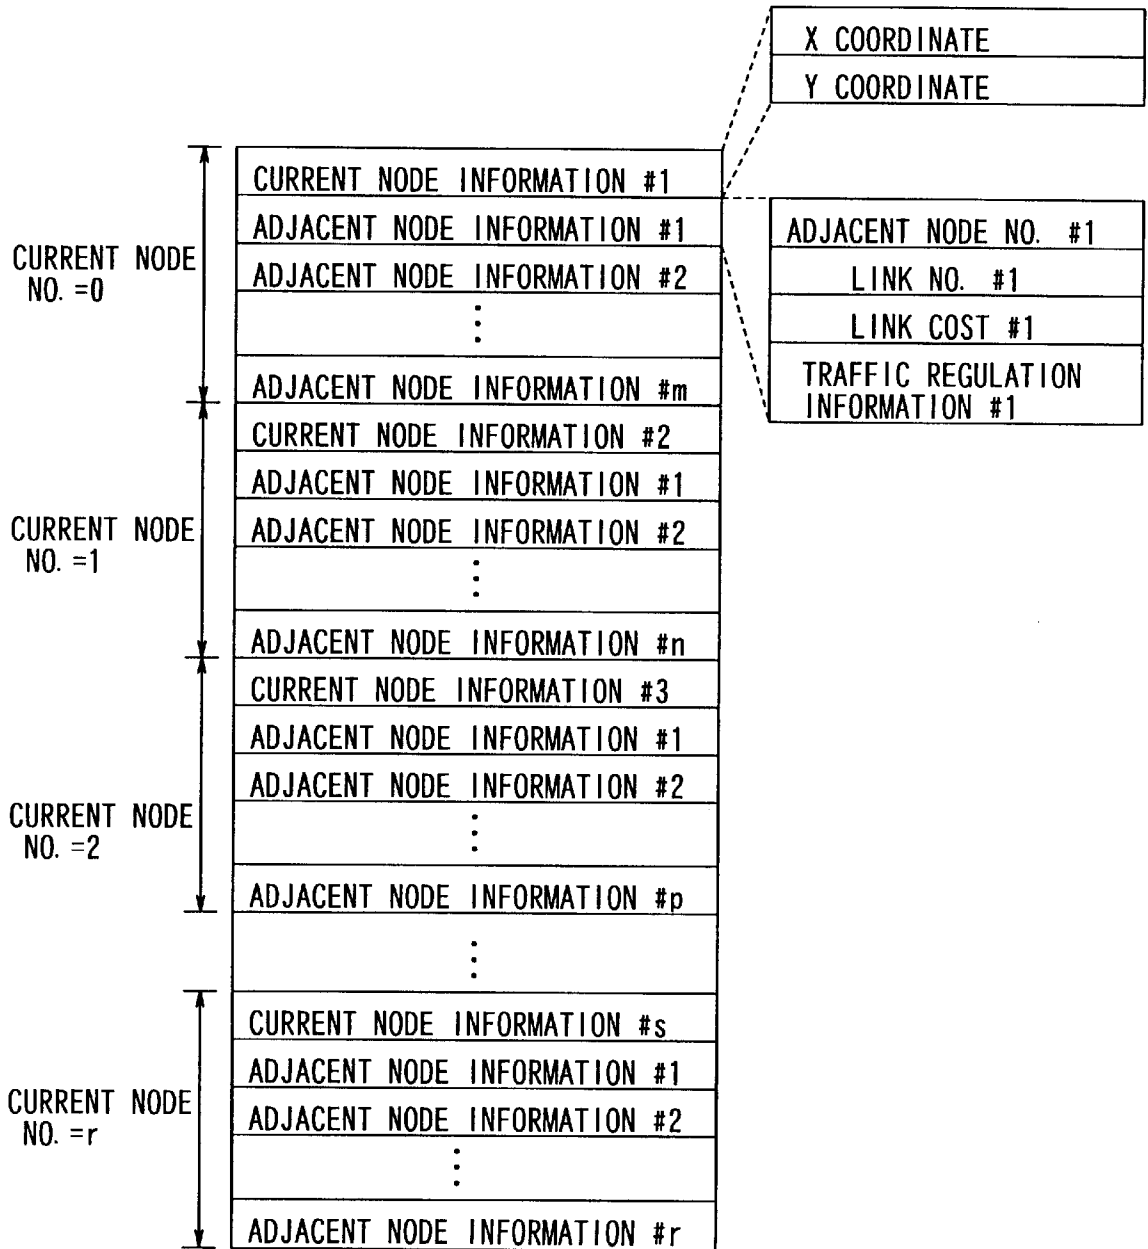 X COORDINATE
Y COORDINATE
CURRENT NODE INFORMATION #1
ADJACENT NODE INFORMATION #1
ADJACENT NODE INFORMATION #2
ADJACENT NODE INFORMATION #m
CURRENT NODE
NO. =0
ADJACENT NODE NO. #1
LINK NO. #1
LINK COST #1
TRAFFIC REGULATION
INFORMATION #1
CURRENT NODE
NO. =1
CURRENT NODE INFORMATION #2
ADJACENT NODE INFORMATION #1
ADJACENT NODE INFORMATION #2
ADJACENT NODE INFORMATION #n
CURRENT NODE
NO. =2
CURRENT NODE INFORMATION #3
ADJACENT NODE INFORMATION #1
ADJACENT NODE INFORMATION #2
ADJACENT NODE INFORMATION #p
CURRENT NODE
NO. =r
CURRENT NODE INFORMATION #s
ADJACENT NODE INFORMATION #1
ADJACENT NODE INFORMATION #2
ADJACENT NODE INFORMATION #r